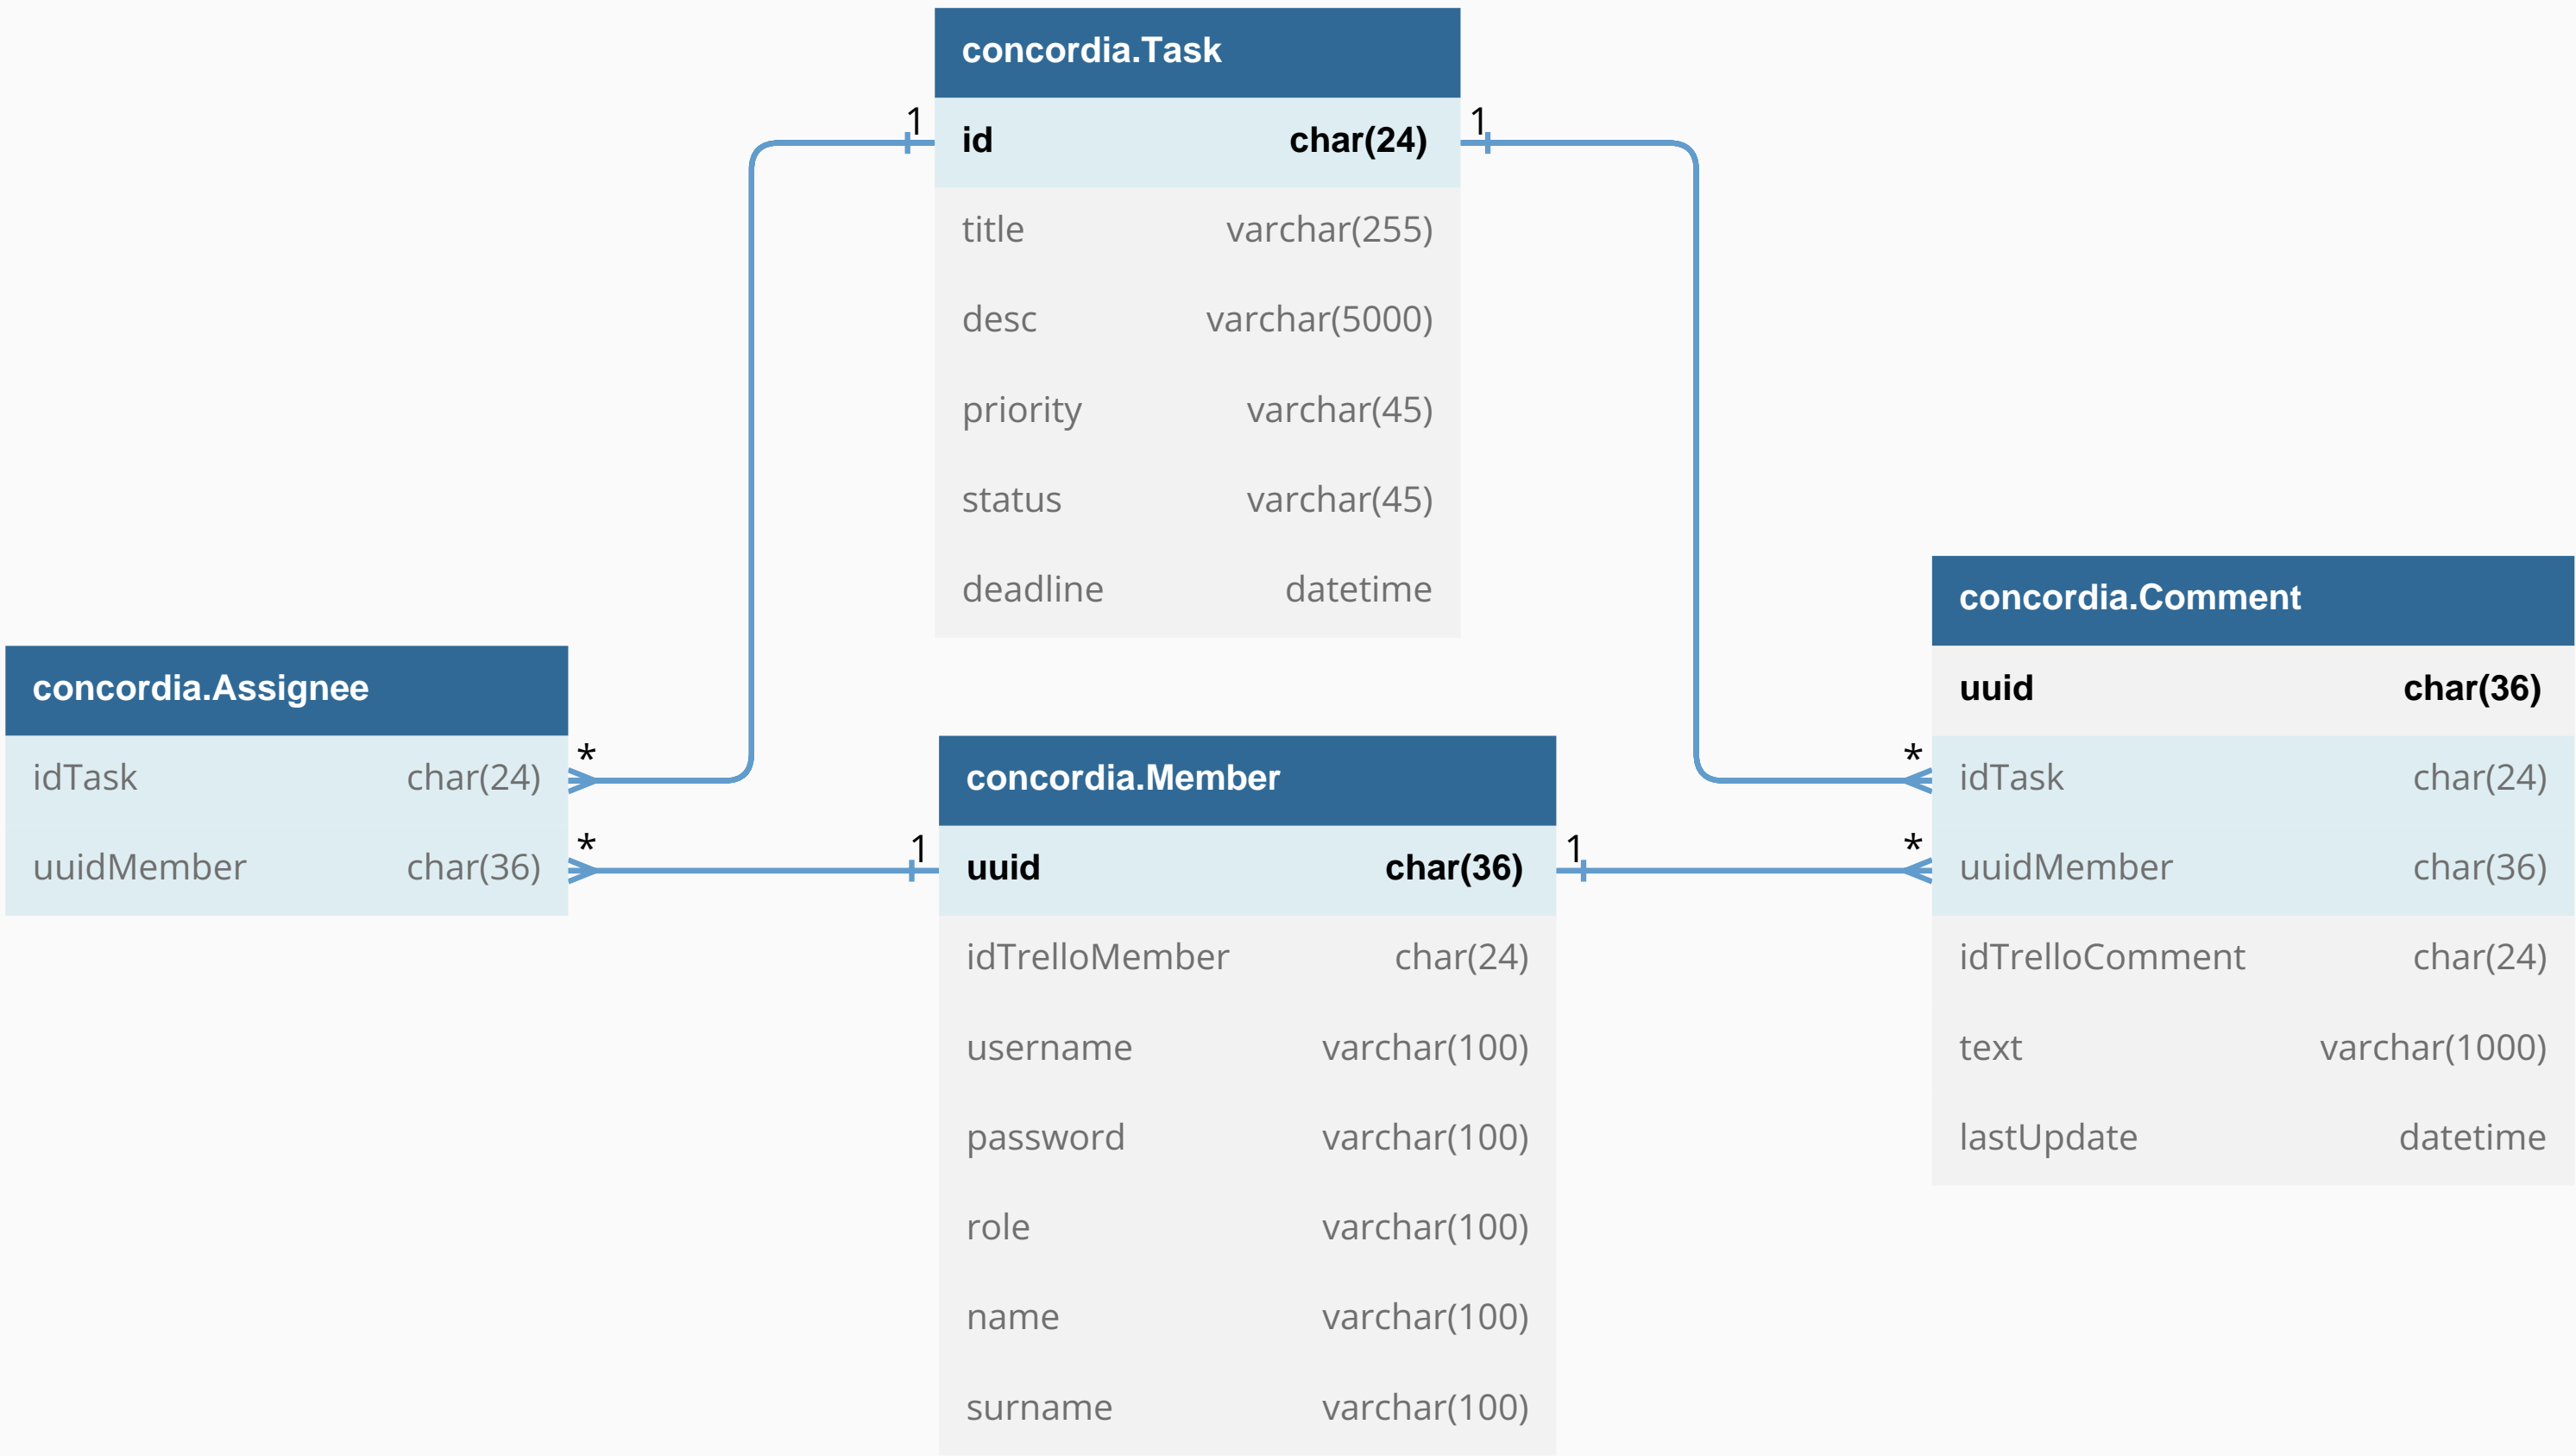 concordia.Task
1
id char(24)
1
title varchar(255)
desc varchar(5000)
priority varchar(45)
status varchar(45)
deadline datetime
concordia.Assignee
idTask char(24)
*
uuidMember char(36)
*
concordia.Member
1
uuid char(36)
1
idTrelloMember char(24)
username varchar(100)
password varchar(100)
role varchar(100)
name varchar(100)
surname varchar(100)
concordia.Comment
uuid char(36)
*
idTask char(24)
*
uuidMember char(36)
idTrelloComment char(24)
text varchar(1000)
lastUpdate datetime